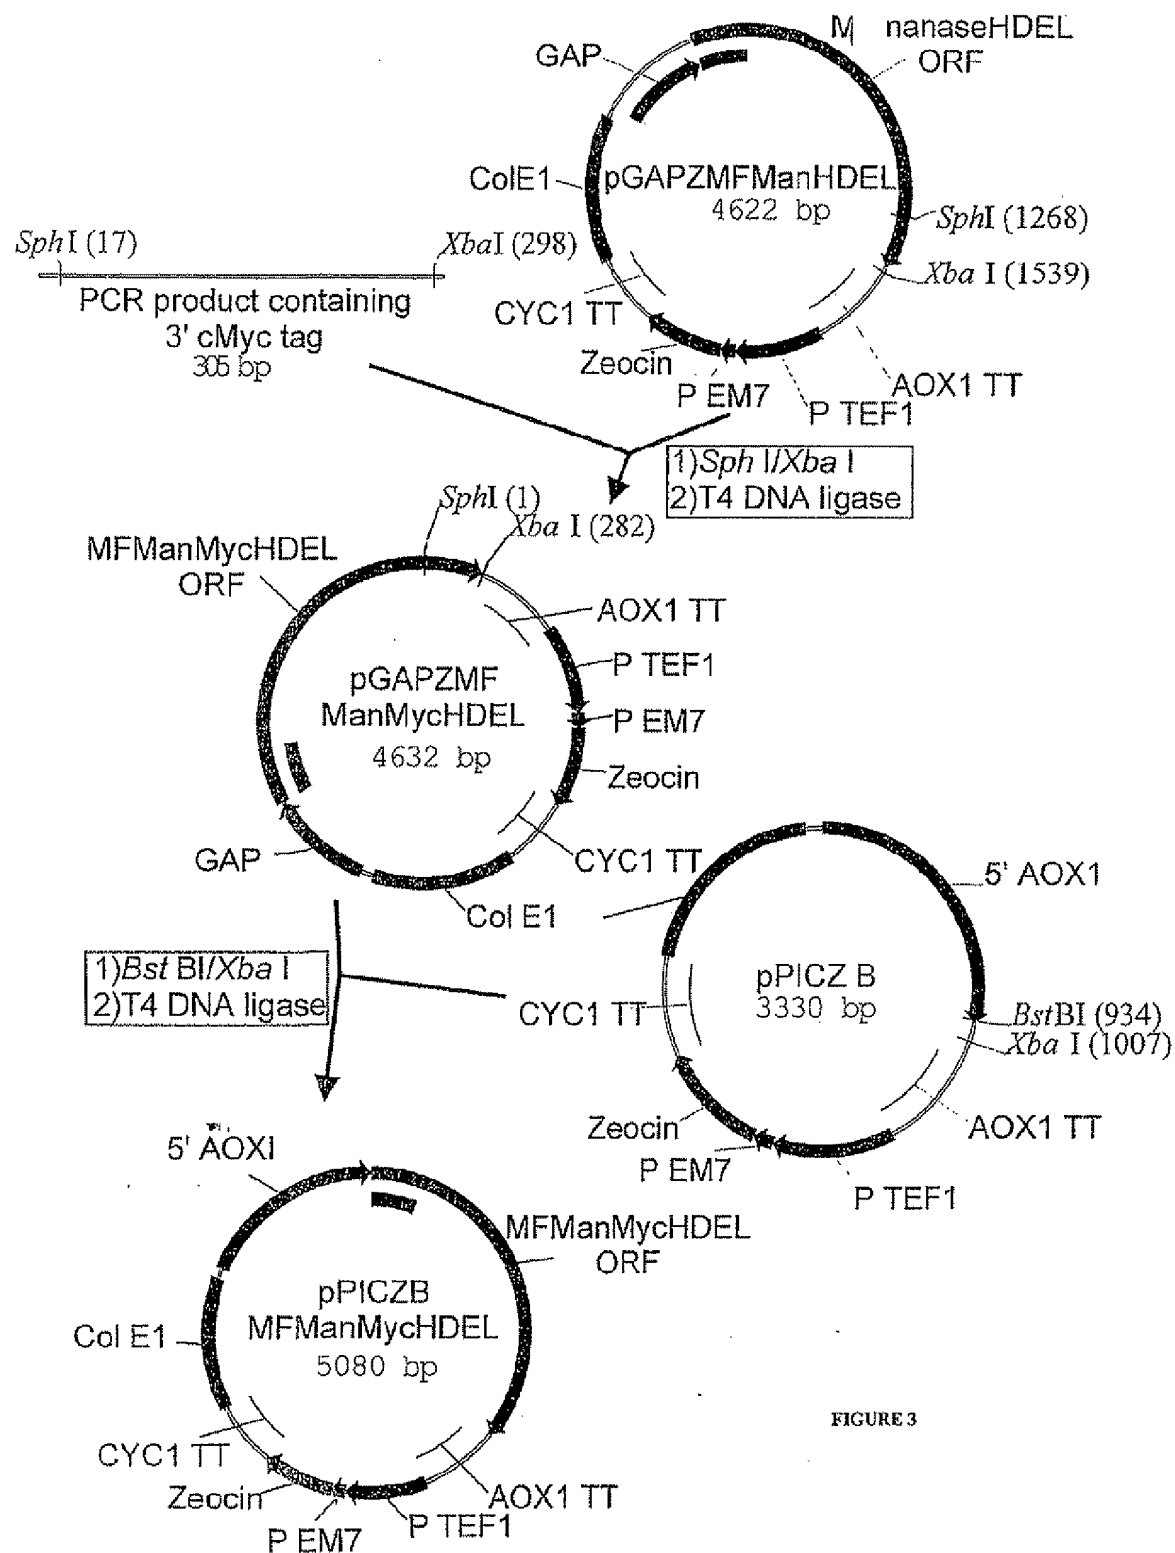 M nanaseHDEL
ORF
GAP
ColE1
pGAPZMFManHDEL
4622 bp
SphI (1268)
Xba I (1539)
SphI (17)
XbaI (298)
PCR product containing
3' cMyc tag
305 bp
CYC1 TT
Zeocin
P EM7
P TEF1
AOX1 TT
1)Sph I/Xba I
2)T4 DNA ligase
SphI (1)
Xba I (282)
MFManMycHDEL
ORF
AOX1 TT
P TEF1
P EM7
Zeocin
pGAPZMF
ManMycHDEL
4632 bp
GAP
CYC1 TT
Col E1
1)Bst BI/Xba I
2)T4 DNA ligase
5' AOX1
pPICZ B
3330 bp
CYC1 TT
BstBI (934)
Xba I (1007)
Zeocin
P EM7
AOX1 TT
P TEF1
5' AOXI
MFManMycHDEL
ORF
pPICZB
MFManMycHDEL
5080 bp
Col E1
CYC1 TT
Zeocin
P EM7
P TEF1
AOX1 TT
FIGURE 3